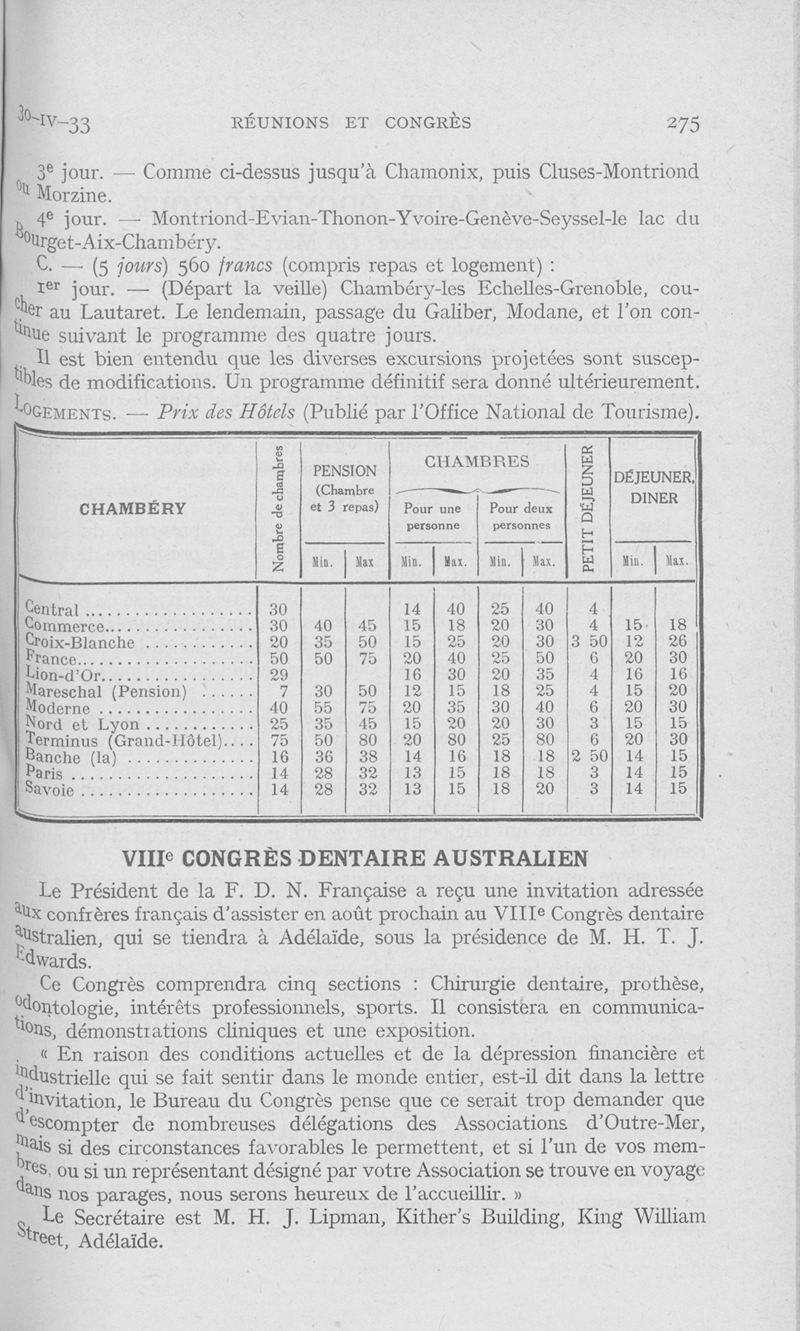 30-IV-33 RÉUNIONS ET CONGRÈS 275
3e jour. — Comme ci-dessus jusqu'à Chamonix, puis Cluses-Montriond
ou Morzine.
4e jour. — Montriond-Evian-Thonon-Yvoire-Genève-Seyssel-le lac du
Bourget-Aix-Chambéry.
C. — (5 jours) 560 francs (compris repas et logement) :
1er jour. — (Départ la veille) Chambéry-les Echelles-Grenoble, cou-
cher au Lautaret. Le lendemain, passage du Galiber, Modane, et l'on con-
tinue suivant le programme des quatre jours.
Il est bien entendu que les diverses excursions projetées sont suscep-
tibles de modifications. Un programme définitif sera donné ultérieurement.
LOGEMENTS. — Prix des Hôtels (Publié par l'Office National de Tourisme).
CHAMBÉRY
Nombre de chambres
PENSION
(Chambre
et 3 repas)
CHAMBRES
Pour une
personne
Pour deux
personnes
PETIT DÉJEUNER
DÉJEUNER,
DINER
Min. Max Min. Max. Min. Max. Min. Max.
Central .................... 30 14 40 25 40 4
Commerce.................. 30 40 45 15 18 20 30 4 15 18
Croix-Blanche ............ 20 35 50 15 25 20 30 3 50 12 26
France..................... 50 50 75 20 40 25 50 6 20 30
Lion-d'Or.................. 29 16 30 20 35 4 16 16
Mareschal (Pension) ...... 7 30 50 12 15 18 25 4 15 20
Moderne .................. 40 55 75 20 35 30 40 6 20 30
Nord et Lyon ............ 25 35 45 15 20 20 30 3 15 15
Terminus (Grand-Hôtel).... 75 50 80 20 80 25 80 6 20 30
Banche (la) .............. 16 36 38 14 16 18 18 2 50 14 15
Paris ..................... 14 28 32 13 15 18 18 3 14 15
Savoie .................... 14 28 32 13 15 18 20 3 14 15
VIIIe CONGRÈS DENTAIRE AUSTRALIEN
Le Président de la F. D. N. Française a reçu une invitation adressée
aux confrères français d'assister en août prochain au VIIIe Congrès dentaire
australien, qui se tiendra à Adélaïde, sous la présidence de M. H. T. J.
Edwards.
Ce Congrès comprendra cinq sections : Chirurgie dentaire, prothèse,
odontologie, intérêts professionnels, sports. Il consistera en communica-
tions, démonstrations cliniques et une exposition.
« En raison des conditions actuelles et de la dépression financière et
industrielle qui se fait sentir dans le monde entier, est-il dit dans la lettre
d'invitation, le Bureau du Congrès pense que ce serait trop demander que
d'escompter de nombreuses délégations des Associations d'Outre-Mer,
mais si des circonstances favorables le permettent, et si l'un de vos mem-
bres, ou si un représentant désigné par votre Association se trouve en voyage
dans nos parages, nous serons heureux de l'accueillir. »
Le Secrétaire est M. H. J. Lipman, Kither's Building, King William
Street, Adélaïde.